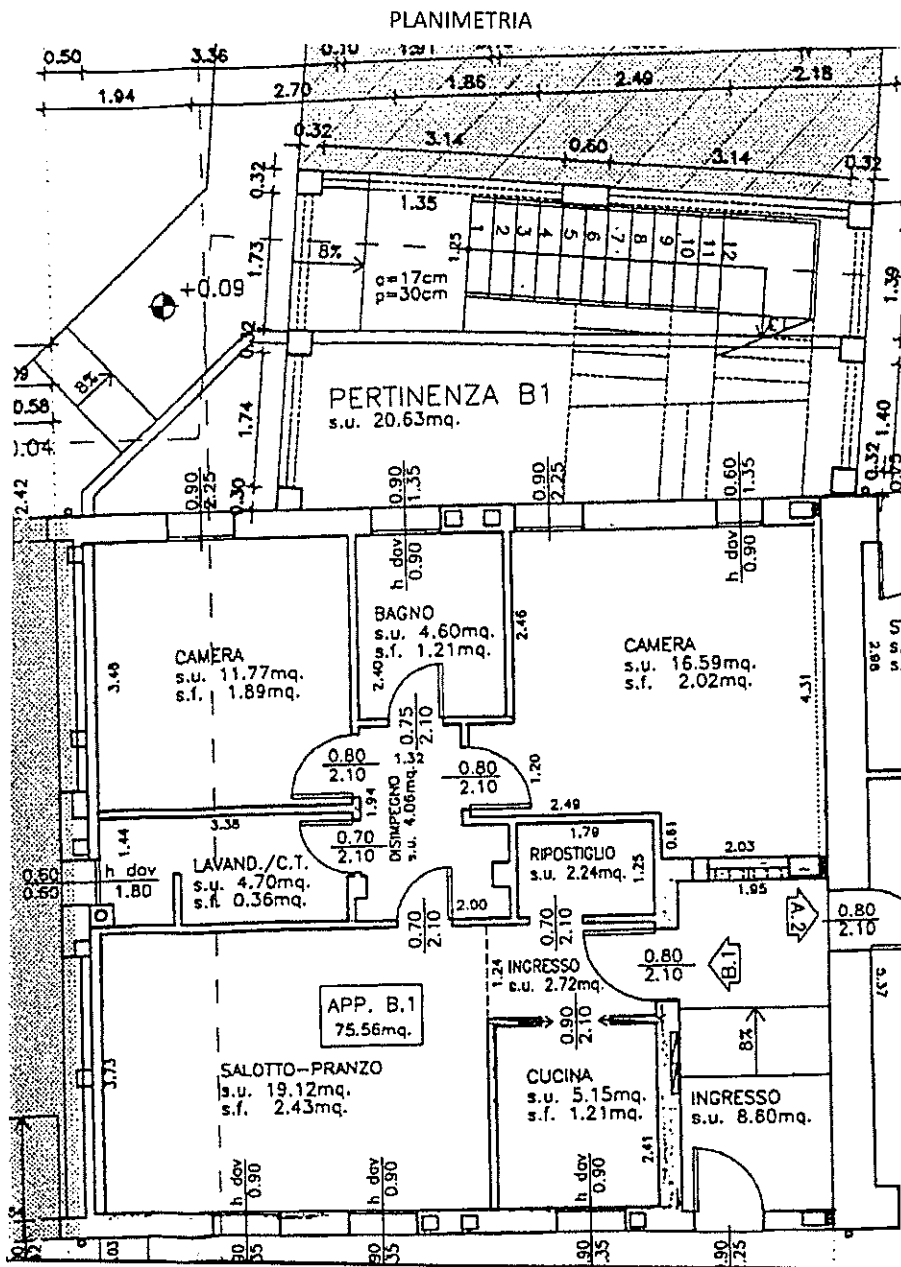 PLANIMETRIA
0.50
3.36
1.94
2.70
1.86
2.49
2.18
0.32
3.14
0.60
3.14
0.32
0.32
1.35
1.73
8%
1.25
1 2 3 4 5 6 7 8 9 10 11 12
a=17cm
p=30cm
1.39
+0.09
0.32
8%
0.58
PERTINENZA B1
s.u. 20.63mq.
1.74
1.40
0.32
2.42
0.30
0.90
2.25
0.90
1.35
0.90
2.25
0.60
1.35
h dav
0.90
h dav
0.90
BAGNO
s.u. 4.60mq.
s.f. 1.21mq.
2.46
2.40
CAMERA
s.u. 11.77mq.
s.f. 1.89mq.
3.48
CAMERA
s.u. 16.59mq.
s.f. 2.02mq.
4.31
2.98
0.75
2.10
0.80
2.10
1.32
0.80
2.10
1.20
DISIMPEGNO
s.u. 4.06mq.
1.94
2.49
3.38
1.44
0.70
2.10
1.79
0.61
2.03
1.95
LAVAND./C.T.
s.u. 4.70mq.
s.f. 0.36mq.
h dav
1.80
0.60
0.60
RIPOSTIGLIO
s.u. 2.24mq.
1.25
2.00
0.70
2.10
0.70
2.10
A.2
0.80
2.10
INGRESSO
s.u. 2.72mq.
1.24
0.80
2.10
B.1
5.37
APP. B.1
75.56mq.
0.90
2.10
8%
3.73
SALOTTO-PRANZO
s.u. 19.12mq.
s.f. 2.43mq.
CUCINA
s.u. 5.15mq.
s.f. 1.21mq.
2.41
INGRESSO
s.u. 8.60mq.
h dav
0.90
h dav
0.90
h dav
0.90